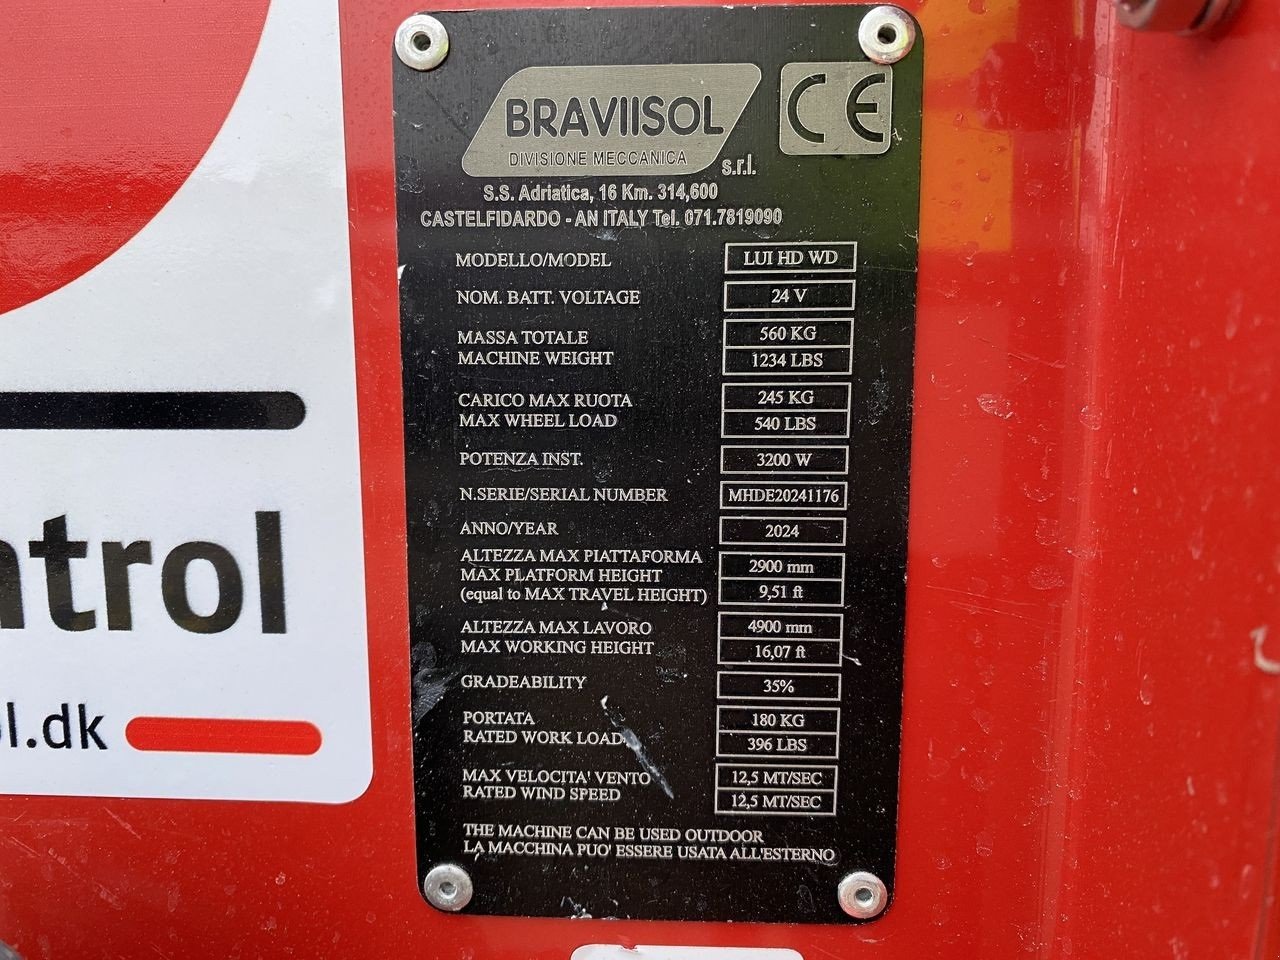 BRAVIISOL
DIVISIONE MECCANICA
s.r.l.
CE
S.S. Adriatica, 16 Km. 314,600
CASTELFIDARDO - AN ITALY Tel. 071.7819090
MODELLO/MODEL LUI HD WD
NOM. BATT. VOLTAGE 24 V
MASSA TOTALE 560 KG
MACHINE WEIGHT 1234 LBS
CARICO MAX RUOTA 245 KG
MAX WHEEL LOAD 540 LBS
POTENZA INST. 3200 W
N.SERIE/SERIAL NUMBER MHDE20241176
ANNO/YEAR 2024
ALTEZZA MAX PIATTAFORMA
MAX PLATFORM HEIGHT 2900 mm
(equal to MAX TRAVEL HEIGHT) 9,51 ft
ALTEZZA MAX LAVORO 4900 mm
MAX WORKING HEIGHT 16,07 ft
GRADEABILITY 35%
PORTATA 180 KG
RATED WORK LOAD 396 LBS
MAX VELOCITA' VENTO 12,5 MT/SEC
RATED WIND SPEED 12,5 MT/SEC
THE MACHINE CAN BE USED OUTDOOR
LA MACCHINA PUO' ESSERE USATA ALL'ESTERNO
ntrol
ol.dk